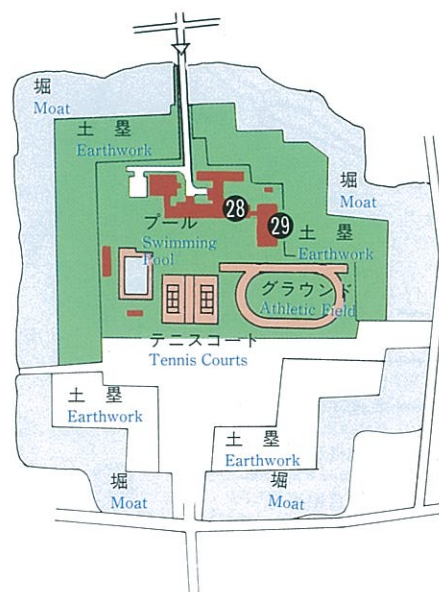 堀
Moat
土塁
Earthwork
堀
Moat
28
29
プール
Swimming
Pool
土塁
Earthwork
グラウンド
Athletic Field
テニスコート
Tennis Courts
土塁
Earthwork
土塁
Earthwork
堀
Moat
堀
Moat